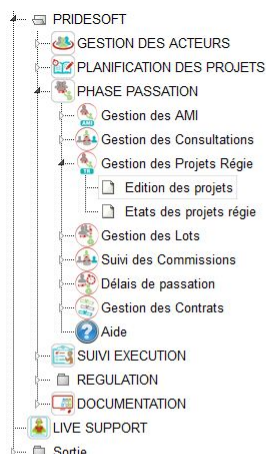 PRIDESOFT
GESTION DES ACTEURS
PLANIFICATION DES PROJETS
PHASE PASSATION
AMI
Gestion des AMI
Gestion des Consultations
TR
Gestion des Projets Régie
Edition des projets
Etats des projets régie
Gestion des Lots
Suivi des Commissions
Délais de passation
Gestion des Contrats
? Aide
SUIVI EXECUTION
REGULATION
DOCUMENTATION
LIVE SUPPORT
Sortie